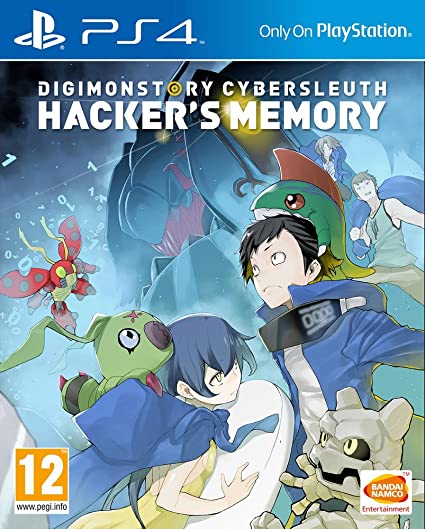 PS4
Only On PlayStation
DIGIMONSTORY CYBERSLEUTH
HACKER'S MEMORY
12
www.pegi.info
BANDAI
NAMCO
Entertainment